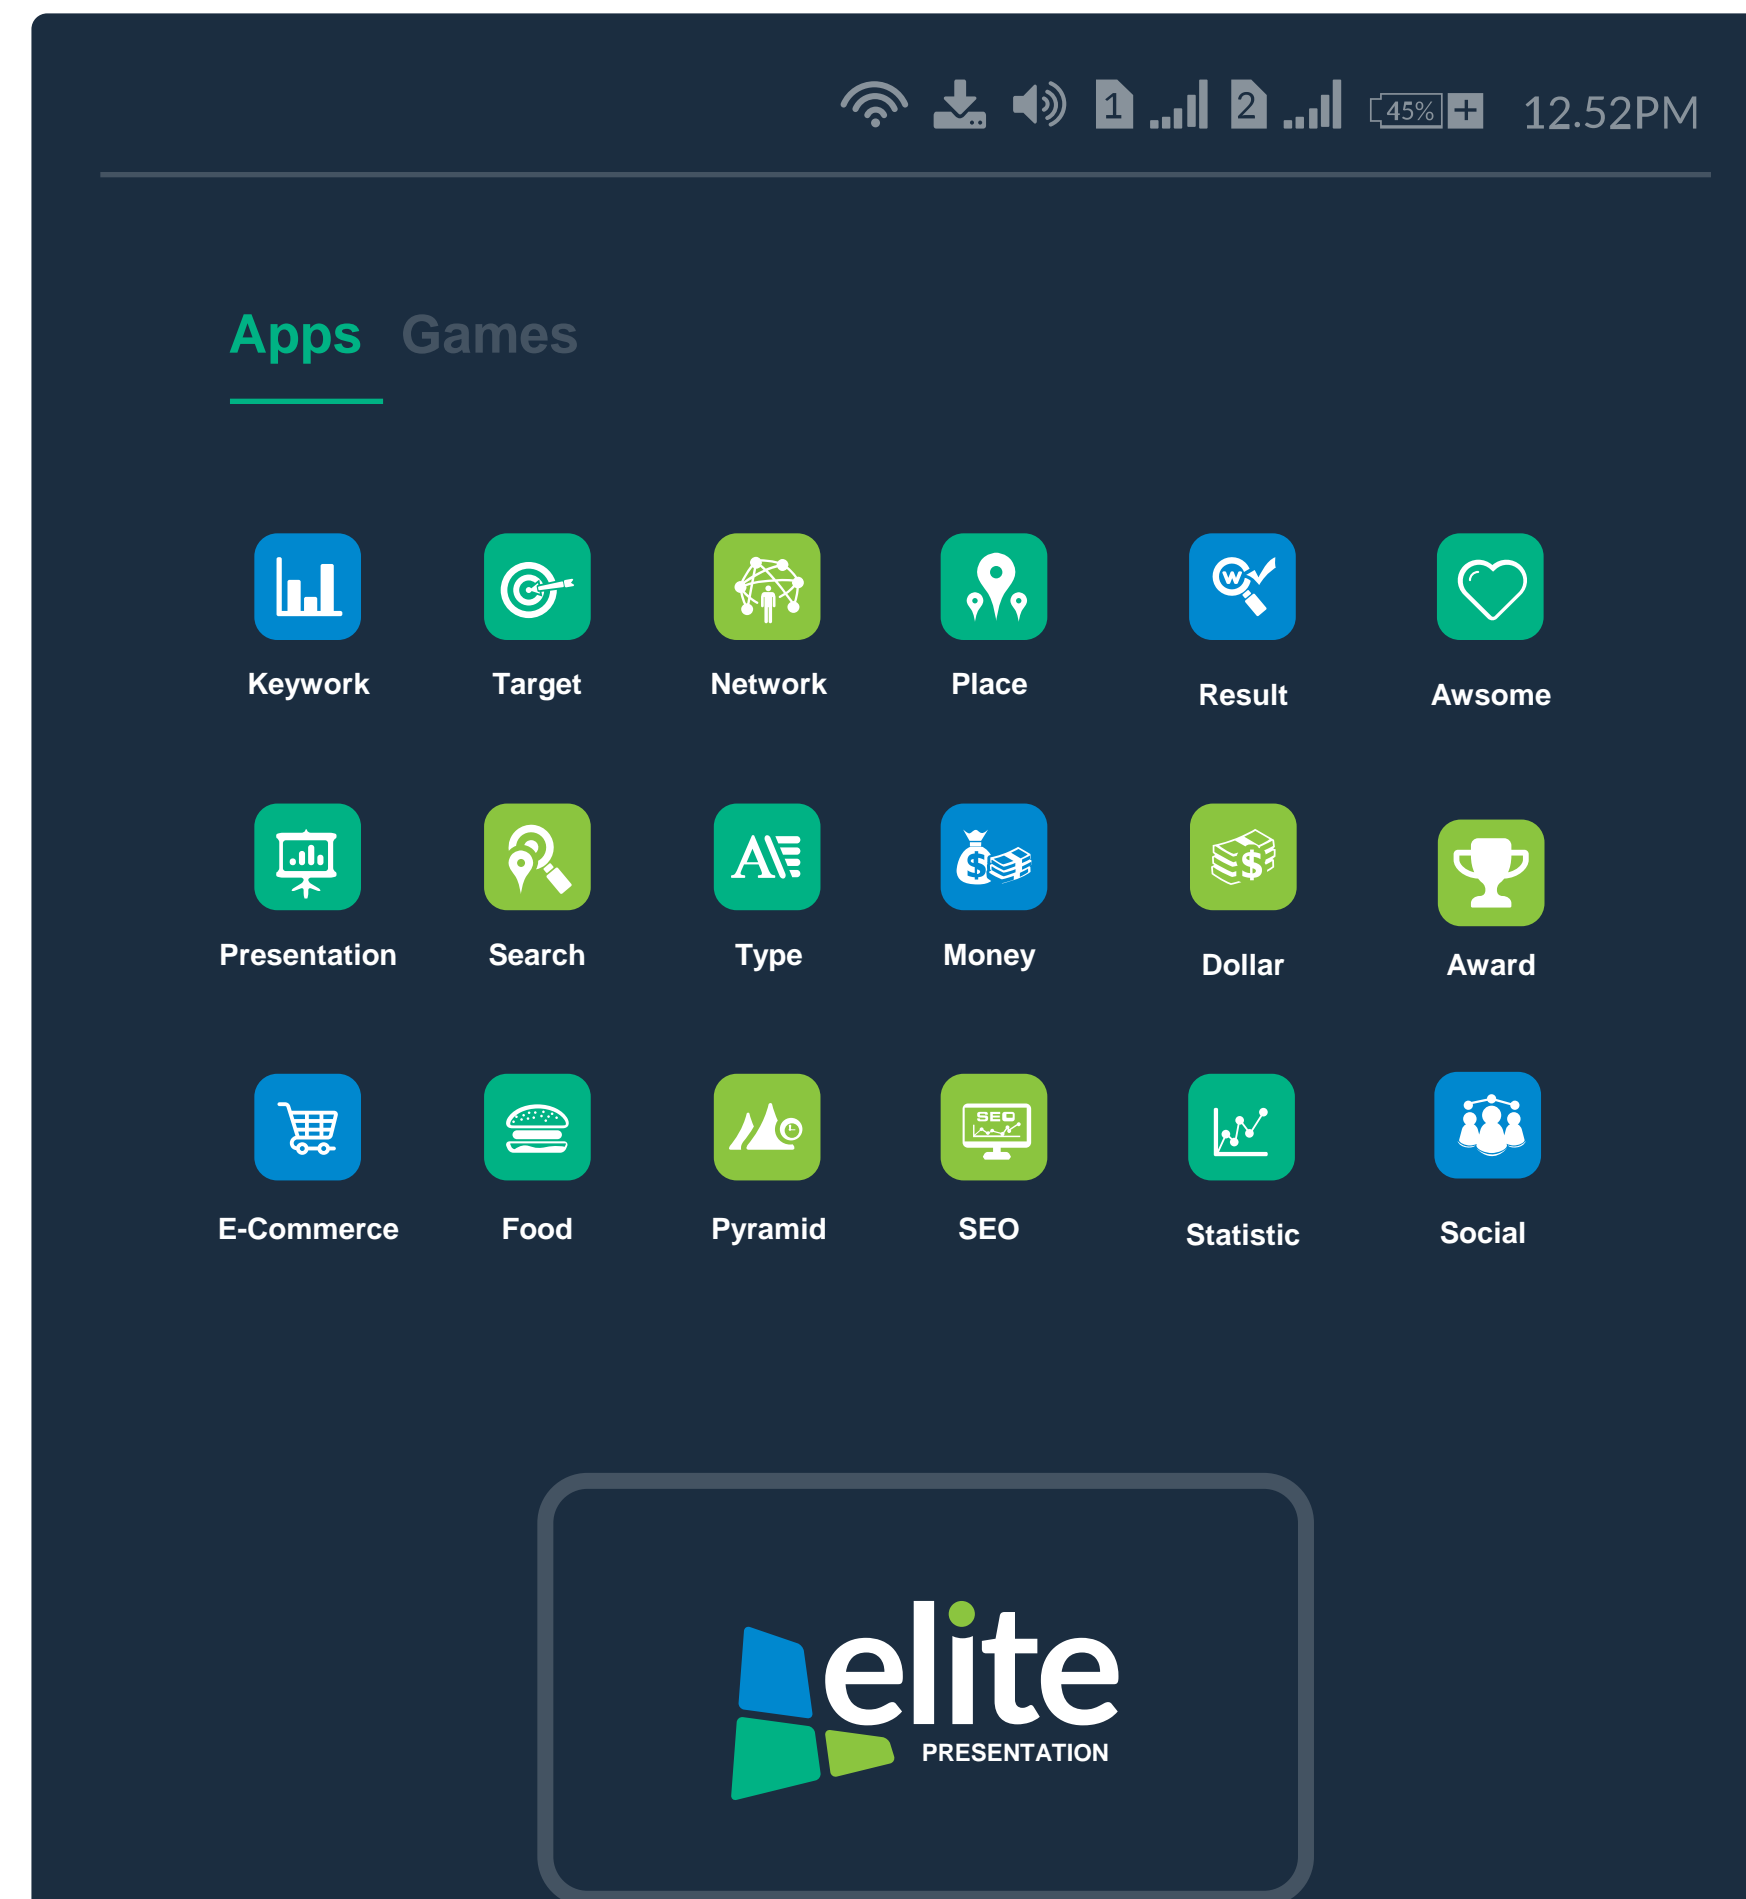 1 2 45% 12.52PM
Apps Games
Keywork Target Network Place Result Awsome
Presentation Search Type Money Dollar Award
SEO
E-Commerce Food Pyramid SEO Statistic Social
elite
PRESENTATION